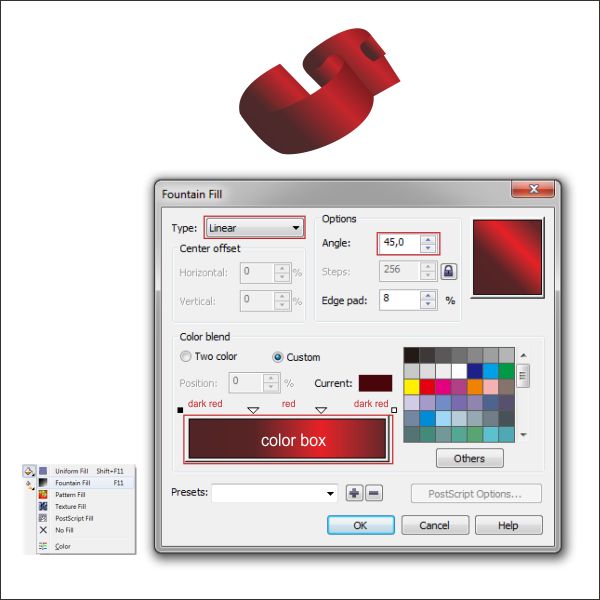 Fountain Fill
Type: Linear
Options
Center offset
Angle: 45,0
Horizontal: 0 %
Steps: 256
Vertical: 0 %
Edge pad: 8 %
Color blend
Two color Custom
Position: 0 % Current:
dark red red dark red
color box
Others
Presets:
PostScript Options...
OK Cancel Help
Uniform Fill Shift+F11
Fountain Fill F11
Pattern Fill
Texture Fill
PostScript Fill
No Fill
Color